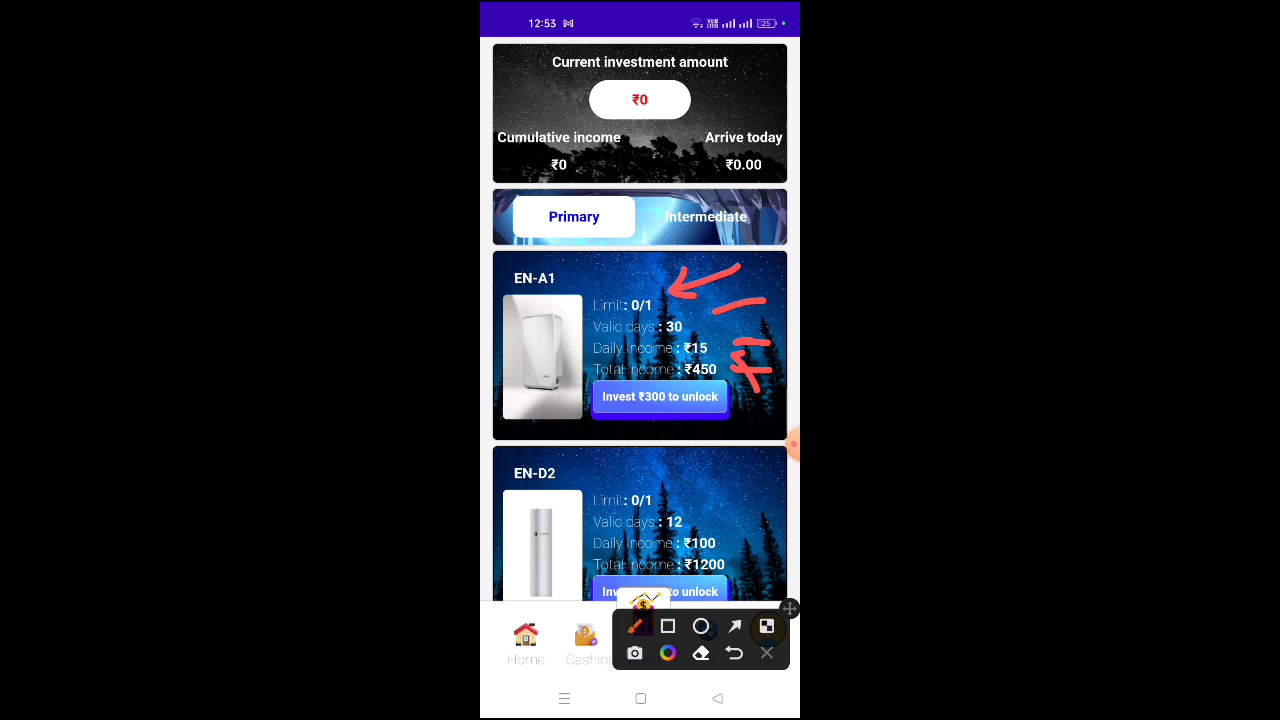 12:53
25
Current investment amount
₹0
Cumulative income Arrive today
₹0 ₹0.00
Primary Intermediate
EN-A1
Limit: 0/1
Valid days : 30
Daily income : ₹15
Total income : ₹450
Invest ₹300 to unlock
EN-D2
Limit: 0/1
Valid days : 12
Daily income : ₹100
Total income : ₹1200
to unlock
Home